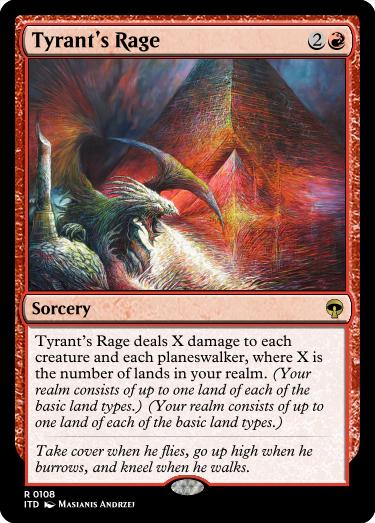 Tyrant's Rage 2
Sorcery
Tyrant's Rage deals X damage to each
creature and each planeswalker, where X is
the number of lands in your realm. (Your
realm consists of up to one land of each of the
basic land types.) (Your realm consists of up to
one land of each of the basic land types.)
Take cover when he flies, go up high when he
burrows, and kneel when he walks.
R 0108
ITD Masianis Andrzej